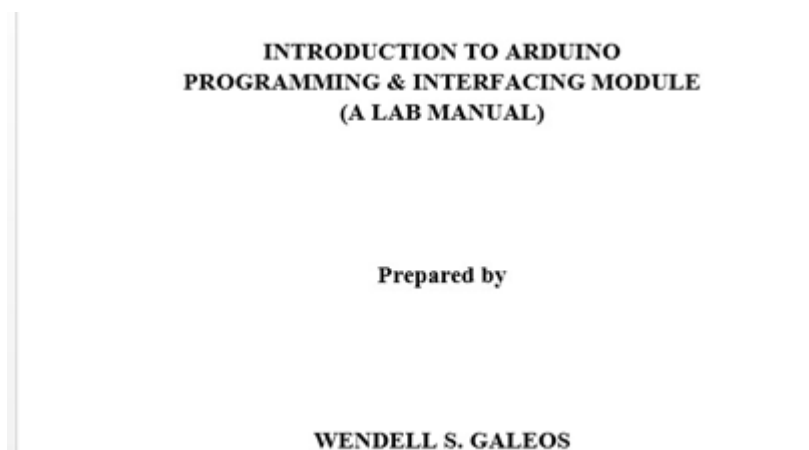 INTRODUCTION TO ARDUINO
PROGRAMMING & INTERFACING MODULE
(A LAB MANUAL)
Prepared by
WENDELL S. GALEOS